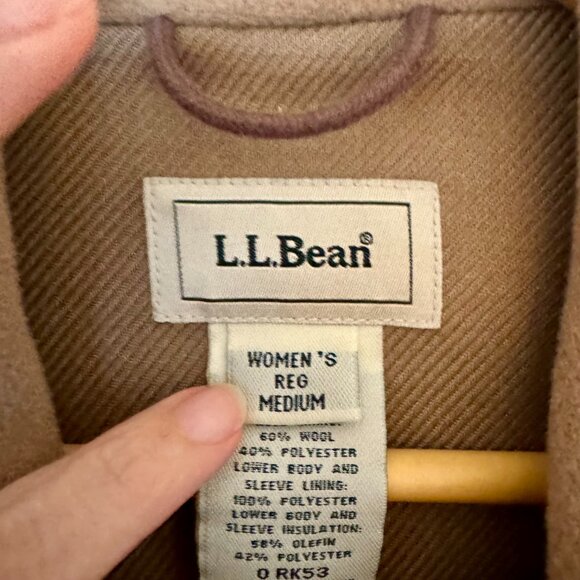 L.L.Bean®
WOMEN'S
REG
MEDIUM
60% WOOL
40% POLYESTER
LOWER BODY AND
SLEEVE LINING:
100% POLYESTER
LOWER BODY AND
SLEEVE INSULATION:
58% OLEFIN
42% POLYESTER
0 RK53